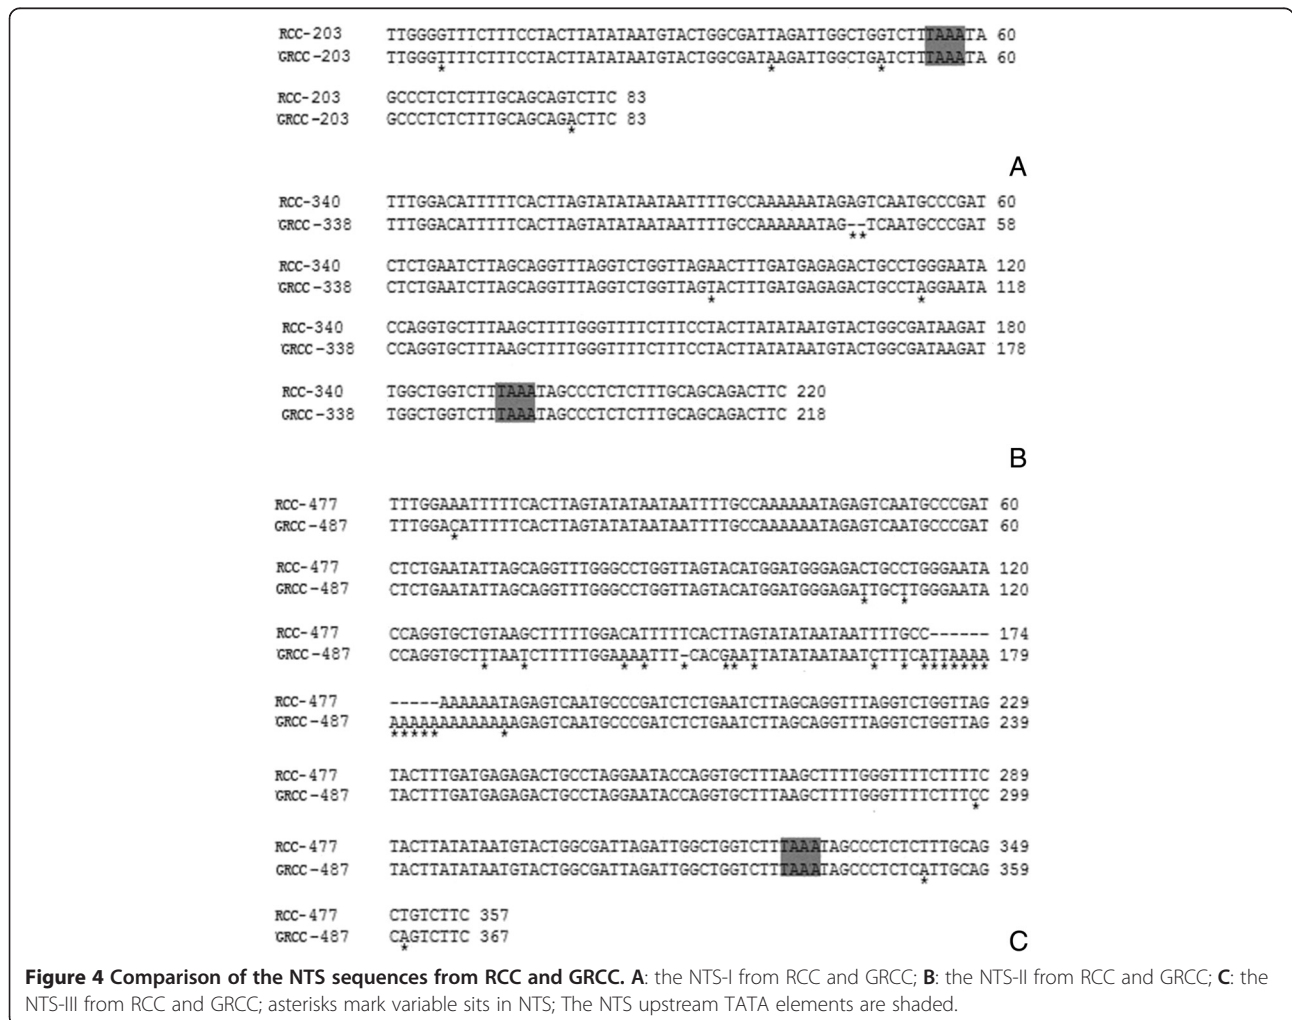 RCC-203 TTGGGGTTTCTTTCCTACTTATATAATGTACTGGCGATTAGATTGGCTGGTCTTTAAATA 60
GRCC-203 TTGGGTTTTCTTTCCTACTTATATAATGTACTGGCGATAAGATTGGCTGATCTTTAAATA 60
* * *
RCC-203 GCCCTCTCTTTGCAGCAGTCTTC 83
GRCC-203 GCCCTCTCTTTGCAGCAGACTTC 83
*
A
RCC-340 TTTGGACATTTTTCACTTAGTATATAATAATTTTGCCAAAAAATAGAGTCAATGCCCGAT 60
GRCC-338 TTTGGACATTTTTCACTTAGTATATAATAATTTTGCCAAAAAATAG--TCAATGCCCGAT 58
**
RCC-340 CTCTGAATCTTAGCAGGTTTAGGTCTGGTTAGAACTTTGATGAGAGACTGCCTGGGAATA 120
GRCC-338 CTCTGAATCTTAGCAGGTTTAGGTCTGGTTAGTACTTTGATGAGAGACTGCCTAGGAATA 118
* *
RCC-340 CCAGGTGCTTTAAGCTTTTGGGTTTTCTTTCCTACTTATATAATGTACTGGCGATAAGAT 180
GRCC-338 CCAGGTGCTTTAAGCTTTTGGGTTTTCTTTCCTACTTATATAATGTACTGGCGATAAGAT 178
RCC-340 TGGCTGGTCTTTAAATAGCCCTCTCTTTGCAGCAGACTTC 220
GRCC-338 TGGCTGGTCTTTAAATAGCCCTCTCTTTGCAGCAGACTTC 218
B
RCC-477 TTTGGAAATTTTTCACTTAGTATATAATAATTTTGCCAAAAAATAGAGTCAATGCCCGAT 60
GRCC-487 TTTGGACATTTTTCACTTAGTATATAATAATTTTGCCAAAAAATAGAGTCAATGCCCGAT 60
*
RCC-477 CTCTGAATATTAGCAGGTTTGGGCCTGGTTAGTACATGGATGGGAGACTGCCTGGGAATA 120
GRCC-487 CTCTGAATATTAGCAGGTTTGGGCCTGGTTAGTACATGGATGGGAGATTGCTTGGGAATA 120
* *
RCC-477 CCAGGTGCTGTAAGCTTTTTGGACATTTTTCACTTAGTATATAATAATTTTGCC------ 174
GRCC-487 CCAGGTGCTTTAATCTTTTTGGAAAATTT-CACGAATTATATAATAATCTTTCATTAAAA 179
* * * * * ** * * * *******
RCC-477 -----AAAAAATAGAGTCAATGCCCGATCTCTGAATCTTAGCAGGTTTAGGTCTGGTTAG 229
GRCC-487 AAAAAAAAAAAAAGAGTCAATGCCCGATCTCTGAATCTTAGCAGGTTTAGGTCTGGTTAG 239
***** *
RCC-477 TACTTTGATGAGAGACTGCCTAGGAATACCAGGTGCTTTAAGCTTTTGGGTTTTCTTTTC 289
GRCC-487 TACTTTGATGAGAGACTGCCTAGGAATACCAGGTGCTTTAAGCTTTTGGGTTTTCTTTCC 299
*
RCC-477 TACTTATATAATGTACTGGCGATTAGATTGGCTGGTCTTTAAATAGCCCTCTCTTTGCAG 349
GRCC-487 TACTTATATAATGTACTGGCGATTAGATTGGCTGGTCTTTAAATAGCCCTCTCATTGCAG 359
*
RCC-477 CTGTCTTC 357
GRCC-487 CAGTCTTC 367
*
C
Figure 4 Comparison of the NTS sequences from RCC and GRCC. A: the NTS-I from RCC and GRCC; B: the NTS-II from RCC and GRCC; C: the
NTS-III from RCC and GRCC; asterisks mark variable sits in NTS; The NTS upstream TATA elements are shaded.